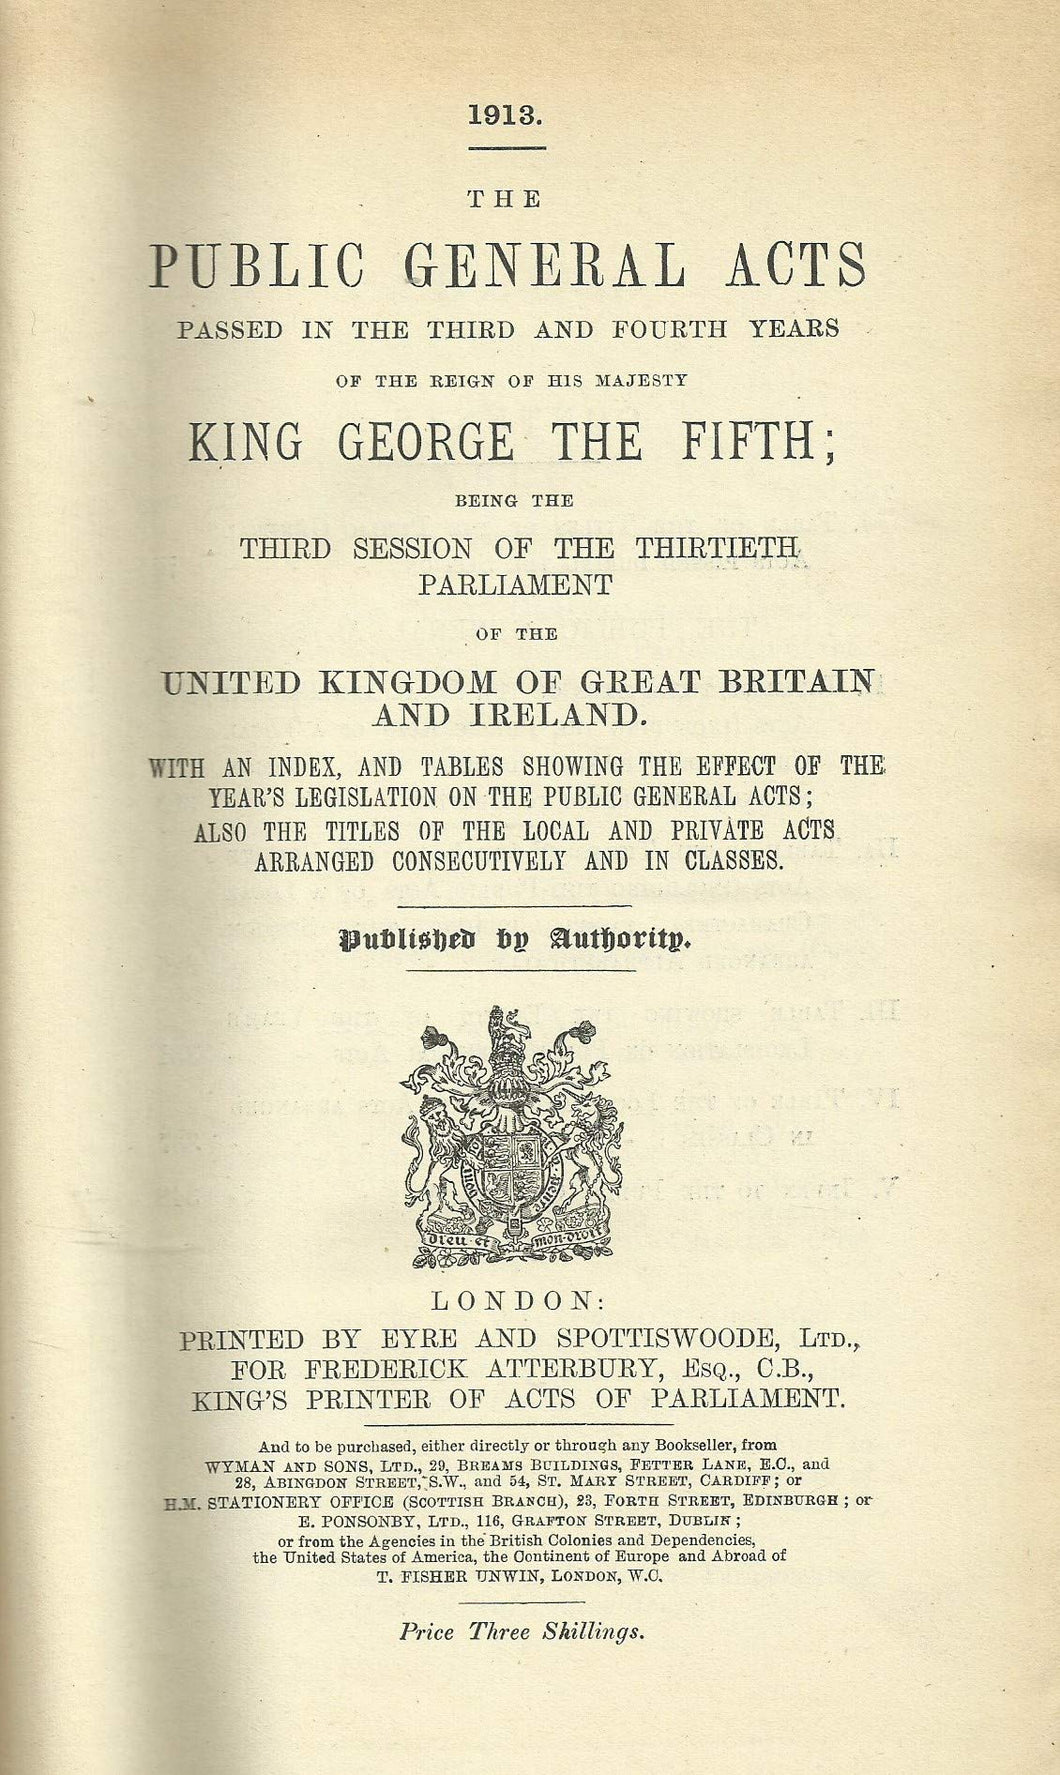 1913.
THE
PUBLIC GENERAL ACTS
PASSED IN THE THIRD AND FOURTH YEARS
OF THE REIGN OF HIS MAJESTY
KING GEORGE THE FIFTH;
BEING THE
THIRD SESSION OF THE THIRTIETH
PARLIAMENT
OF THE
UNITED KINGDOM OF GREAT BRITAIN
AND IRELAND.
WITH AN INDEX, AND TABLES SHOWING THE EFFECT OF THE
YEAR'S LEGISLATION ON THE PUBLIC GENERAL ACTS;
ALSO THE TITLES OF THE LOCAL AND PRIVATE ACTS
ARRANGED CONSECUTIVELY AND IN CLASSES.
Published by Authority.
dieu et mon droit
LONDON:
PRINTED BY EYRE AND SPOTTISWOODE, LTD.,
FOR FREDERICK ATTERBURY, ESQ., C.B.,
KING'S PRINTER OF ACTS OF PARLIAMENT.
And to be purchased, either directly or through any Bookseller, from
WYMAN AND SONS, LTD., 29, BREAMS BUILDINGS, FETTER LANE, E.C., and
28, ABINGDON STREET, S.W., and 54, ST. MARY STREET, CARDIFF; or
H.M. STATIONERY OFFICE (SCOTTISH BRANCH), 23, FORTH STREET, EDINBURGH; or
E. PONSONBY, LTD., 116, GRAFTON STREET, DUBLIN;
or from the Agencies in the British Colonies and Dependencies,
the United States of America, the Continent of Europe and Abroad of
T. FISHER UNWIN, LONDON, W.C.
Price Three Shillings.